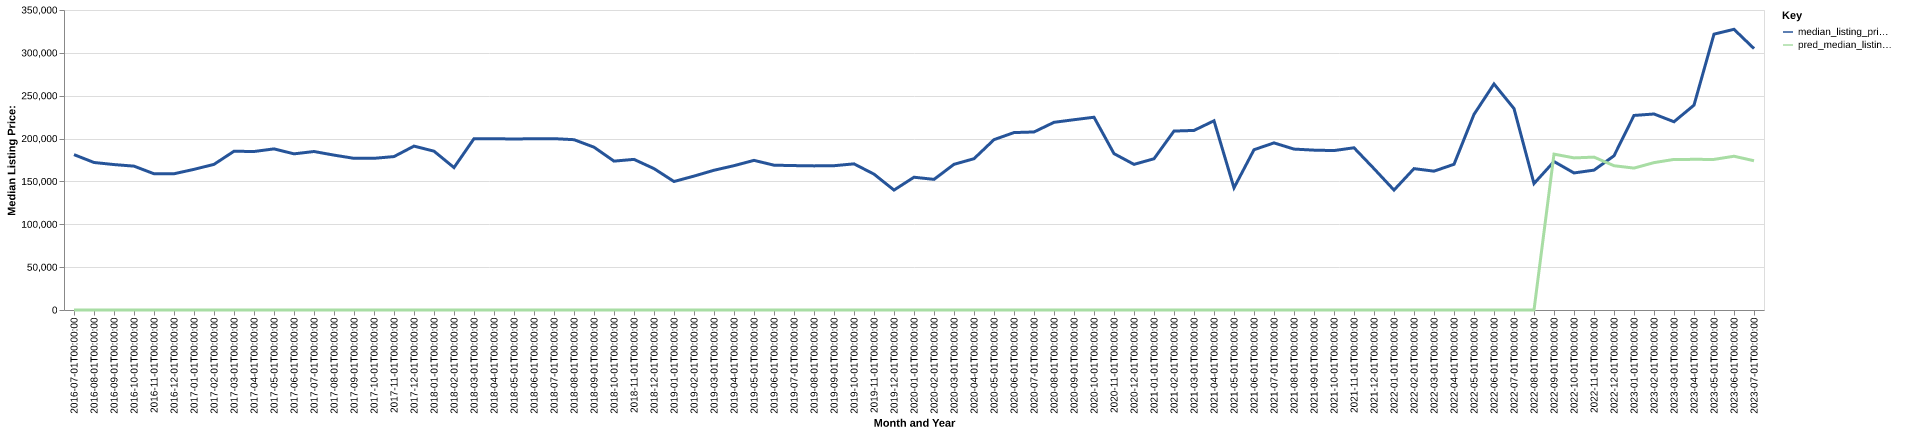 350,000
300,000
250,000
200,000
150,000
100,000
50,000
0
Median Listing Price:
2016-07-01T00:00:00
2016-08-01T00:00:00
2016-09-01T00:00:00
2016-10-01T00:00:00
2016-11-01T00:00:00
2016-12-01T00:00:00
2017-01-01T00:00:00
2017-02-01T00:00:00
2017-03-01T00:00:00
2017-04-01T00:00:00
2017-05-01T00:00:00
2017-06-01T00:00:00
2017-07-01T00:00:00
2017-08-01T00:00:00
2017-09-01T00:00:00
2017-10-01T00:00:00
2017-11-01T00:00:00
2017-12-01T00:00:00
2018-01-01T00:00:00
2018-02-01T00:00:00
2018-03-01T00:00:00
2018-04-01T00:00:00
2018-05-01T00:00:00
2018-06-01T00:00:00
2018-07-01T00:00:00
2018-08-01T00:00:00
2018-09-01T00:00:00
2018-10-01T00:00:00
2018-11-01T00:00:00
2018-12-01T00:00:00
2019-01-01T00:00:00
2019-02-01T00:00:00
2019-03-01T00:00:00
2019-04-01T00:00:00
2019-05-01T00:00:00
2019-06-01T00:00:00
2019-07-01T00:00:00
2019-08-01T00:00:00
2019-09-01T00:00:00
2019-10-01T00:00:00
2019-11-01T00:00:00
2019-12-01T00:00:00
2020-01-01T00:00:00
2020-02-01T00:00:00
2020-03-01T00:00:00
2020-04-01T00:00:00
2020-05-01T00:00:00
2020-06-01T00:00:00
2020-07-01T00:00:00
2020-08-01T00:00:00
2020-09-01T00:00:00
2020-10-01T00:00:00
2020-11-01T00:00:00
2020-12-01T00:00:00
2021-01-01T00:00:00
2021-02-01T00:00:00
2021-03-01T00:00:00
2021-04-01T00:00:00
2021-05-01T00:00:00
2021-06-01T00:00:00
2021-07-01T00:00:00
2021-08-01T00:00:00
2021-09-01T00:00:00
2021-10-01T00:00:00
2021-11-01T00:00:00
2021-12-01T00:00:00
2022-01-01T00:00:00
2022-02-01T00:00:00
2022-03-01T00:00:00
2022-04-01T00:00:00
2022-05-01T00:00:00
2022-06-01T00:00:00
2022-07-01T00:00:00
2022-08-01T00:00:00
2022-09-01T00:00:00
2022-10-01T00:00:00
2022-11-01T00:00:00
2022-12-01T00:00:00
2023-01-01T00:00:00
2023-02-01T00:00:00
2023-03-01T00:00:00
2023-04-01T00:00:00
2023-05-01T00:00:00
2023-06-01T00:00:00
2023-07-01T00:00:00
Month and Year
Key
median_listing_pri…
pred_median_listin…